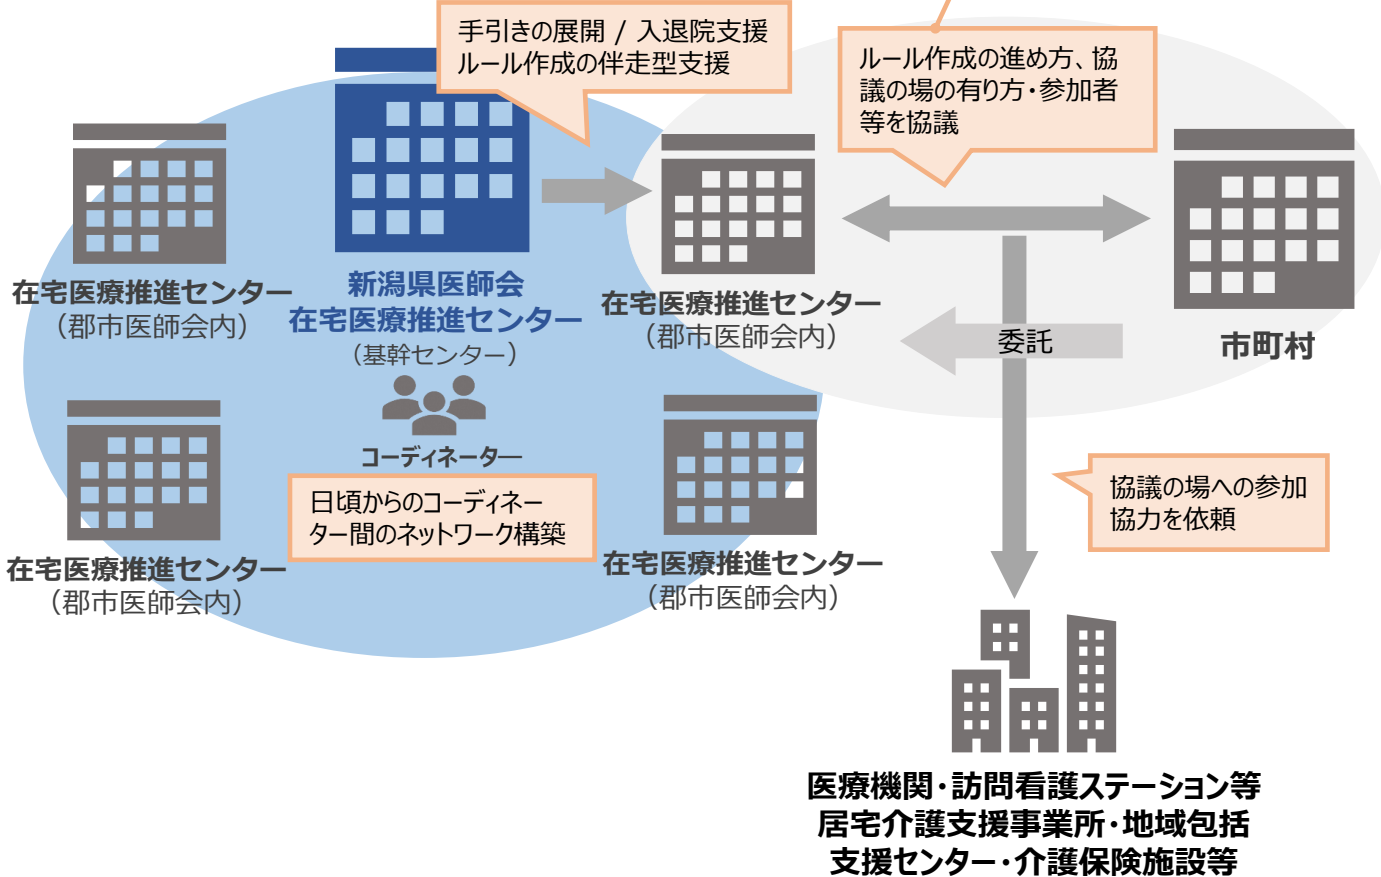 手引きの展開 / 入退院支援
ルール作成の伴走型支援
ルール作成の進め方、協
議の場の有り方・参加者
等を協議
在宅医療推進センター
（郡市医師会内）
新潟県医師会
在宅医療推進センター
（基幹センター）
在宅医療推進センター
（郡市医師会内）
委託
市町村
コーディネーター
日頃からのコーディネー
ター間のネットワーク構築
協議の場への参加
協力を依頼
在宅医療推進センター
（郡市医師会内）
在宅医療推進センター
（郡市医師会内）
医療機関・訪問看護ステーション等
居宅介護支援事業所・地域包括
支援センター・介護保険施設等